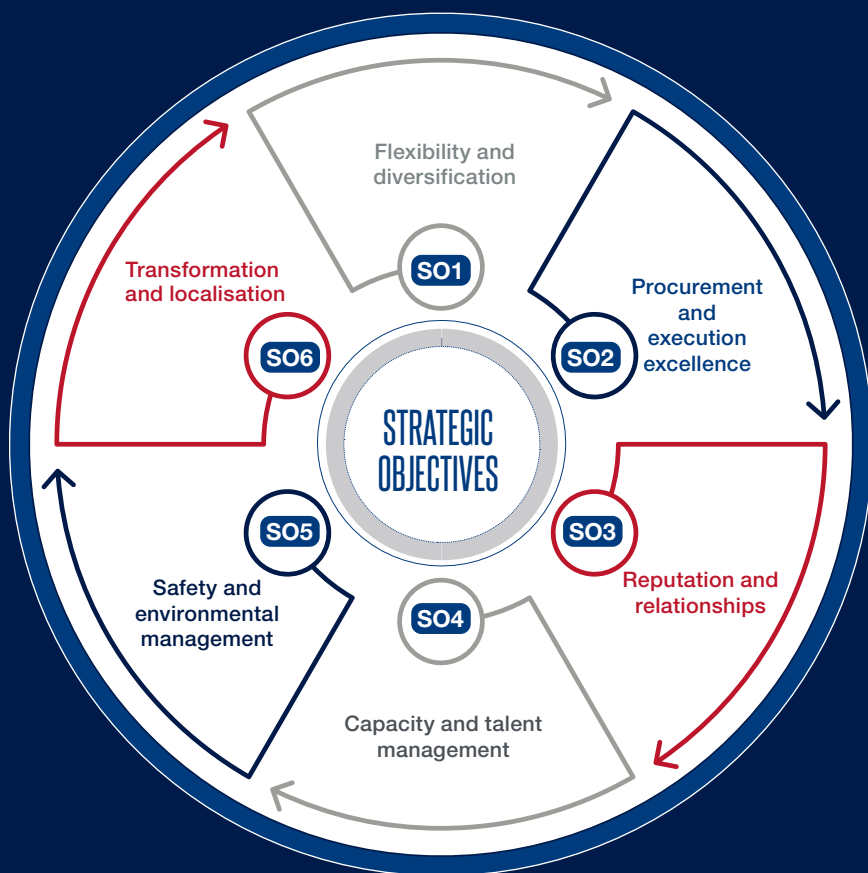 Flexibility and
diversification
SO1
Procurement
and
execution
excellence
SO2
SO3
Reputation and
relationships
SO4
Capacity and talent
management
SO5
Safety and
environmental
management
Transformation
and localisation
SO6
STRATEGIC
OBJECTIVES